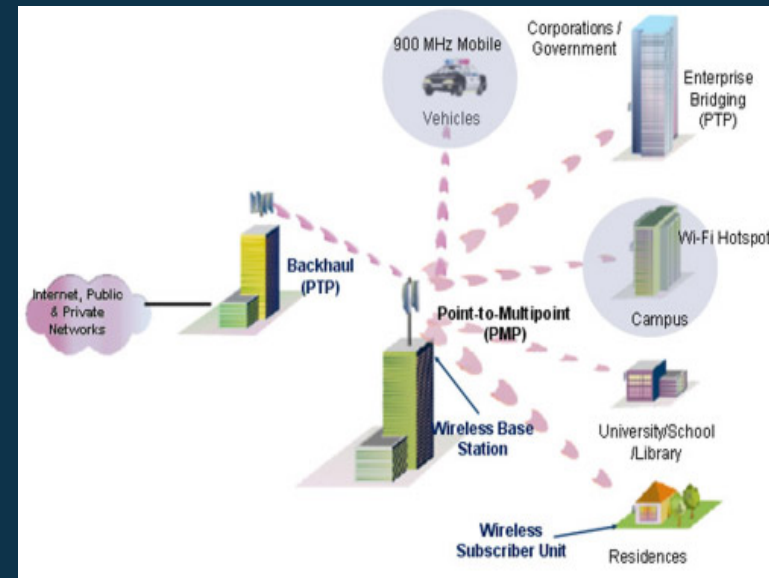 900 MHz Mobile
Vehicles
Corporations /
Government
Enterprise
Bridging
(PTP)
Backhaul
(PTP)
Internet, Public
& Private
Networks
Point-to-Multipoint
(PMP)
Wi-Fi Hotspot
Campus
Wireless Base
Station
University/School
/Library
Wireless
Subscriber Unit
Residences